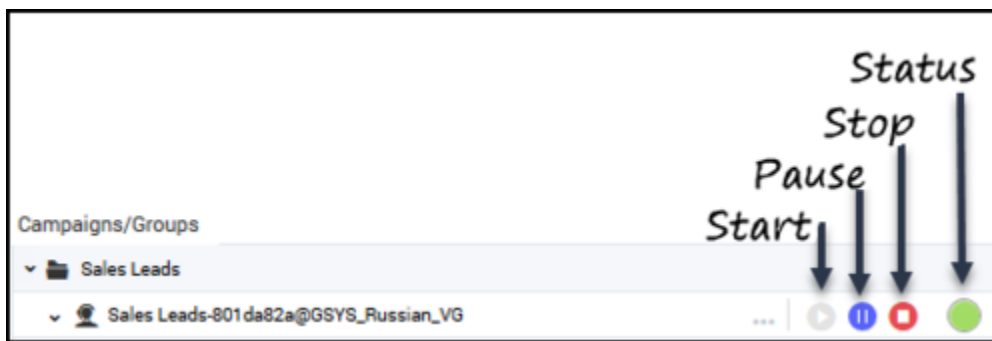 Status
Stop
Pause
Start
Campaigns/Groups
Sales Leads
Sales Leads-801da82a@GSYS_Russian_VG
...